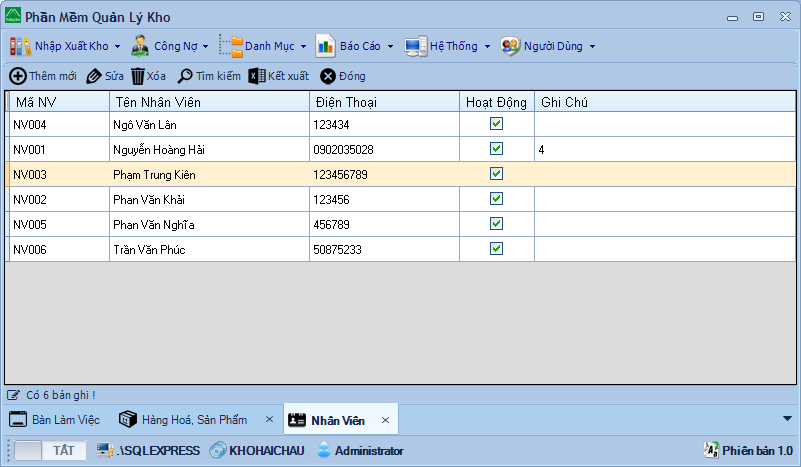 Phần Mềm Quản Lý Kho
Nhập Xuất Kho Công Nợ Danh Mục Báo Cáo Hệ Thống Người Dùng
Thêm mới Sửa Xóa Tìm kiếm Kết xuất Đóng
Mã NV Tên Nhân Viên Điện Thoại Hoạt Động Ghi Chú
NV004 Ngô Văn Lân 123434
NV001 Nguyễn Hoàng Hài 0902035028 4
NV003 Phạm Trung Kiên 123456789
NV002 Phan Văn Khải 123456
NV005 Phan Văn Nghĩa 456789
NV006 Trần Văn Phúc 50875233
Có 6 bản ghi !
Bàn Làm Việc Hàng Hoá, Sản Phẩm Nhân Viên
TẮT .\SQLEXPRESS KHOHAICHAU Administrator Phiên bản 1.0